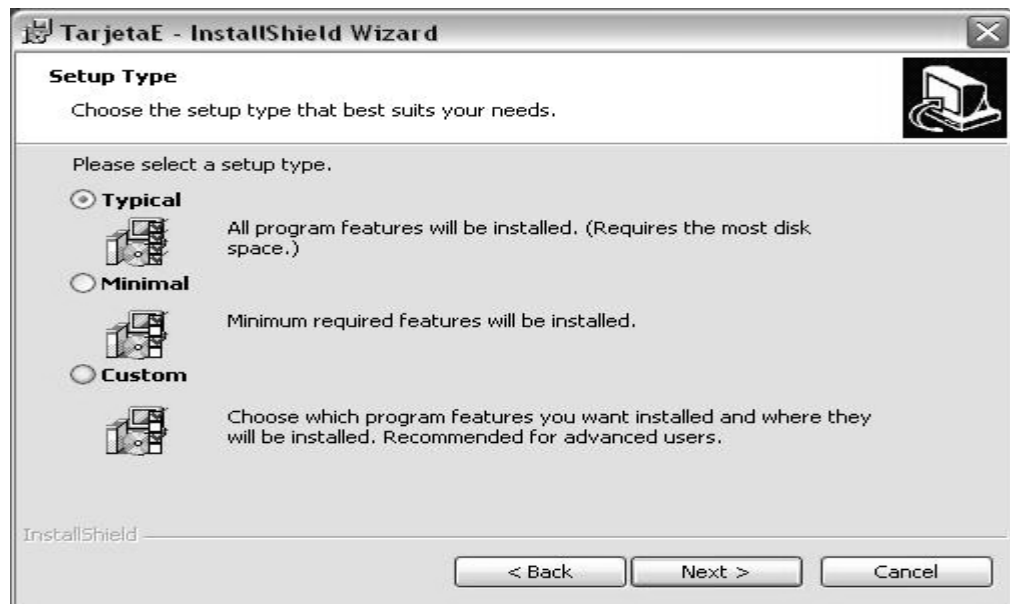 TarjetaE - InstallShield Wizard
Setup Type
Choose the setup type that best suits your needs.
Please select a setup type.
Typical
All program features will be installed. (Requires the most disk
space.)
Minimal
Minimum required features will be installed.
Custom
Choose which program features you want installed and where they
will be installed. Recommended for advanced users.
InstallShield
< Back Next > Cancel